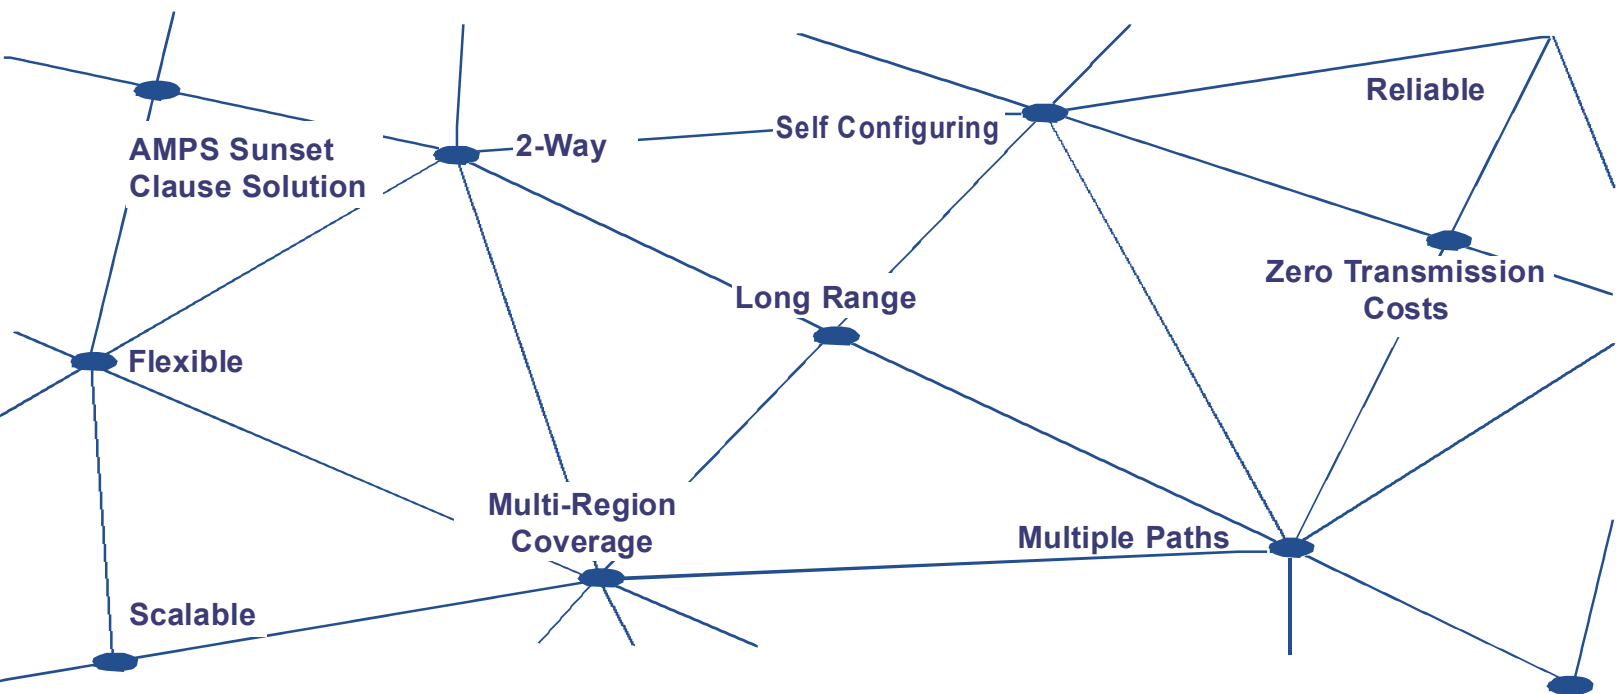 Reliable
AMPS Sunset
Clause Solution
2-Way
Self Configuring
Zero Transmission
Costs
Long Range
Flexible
Multi-Region
Coverage
Multiple Paths
Scalable